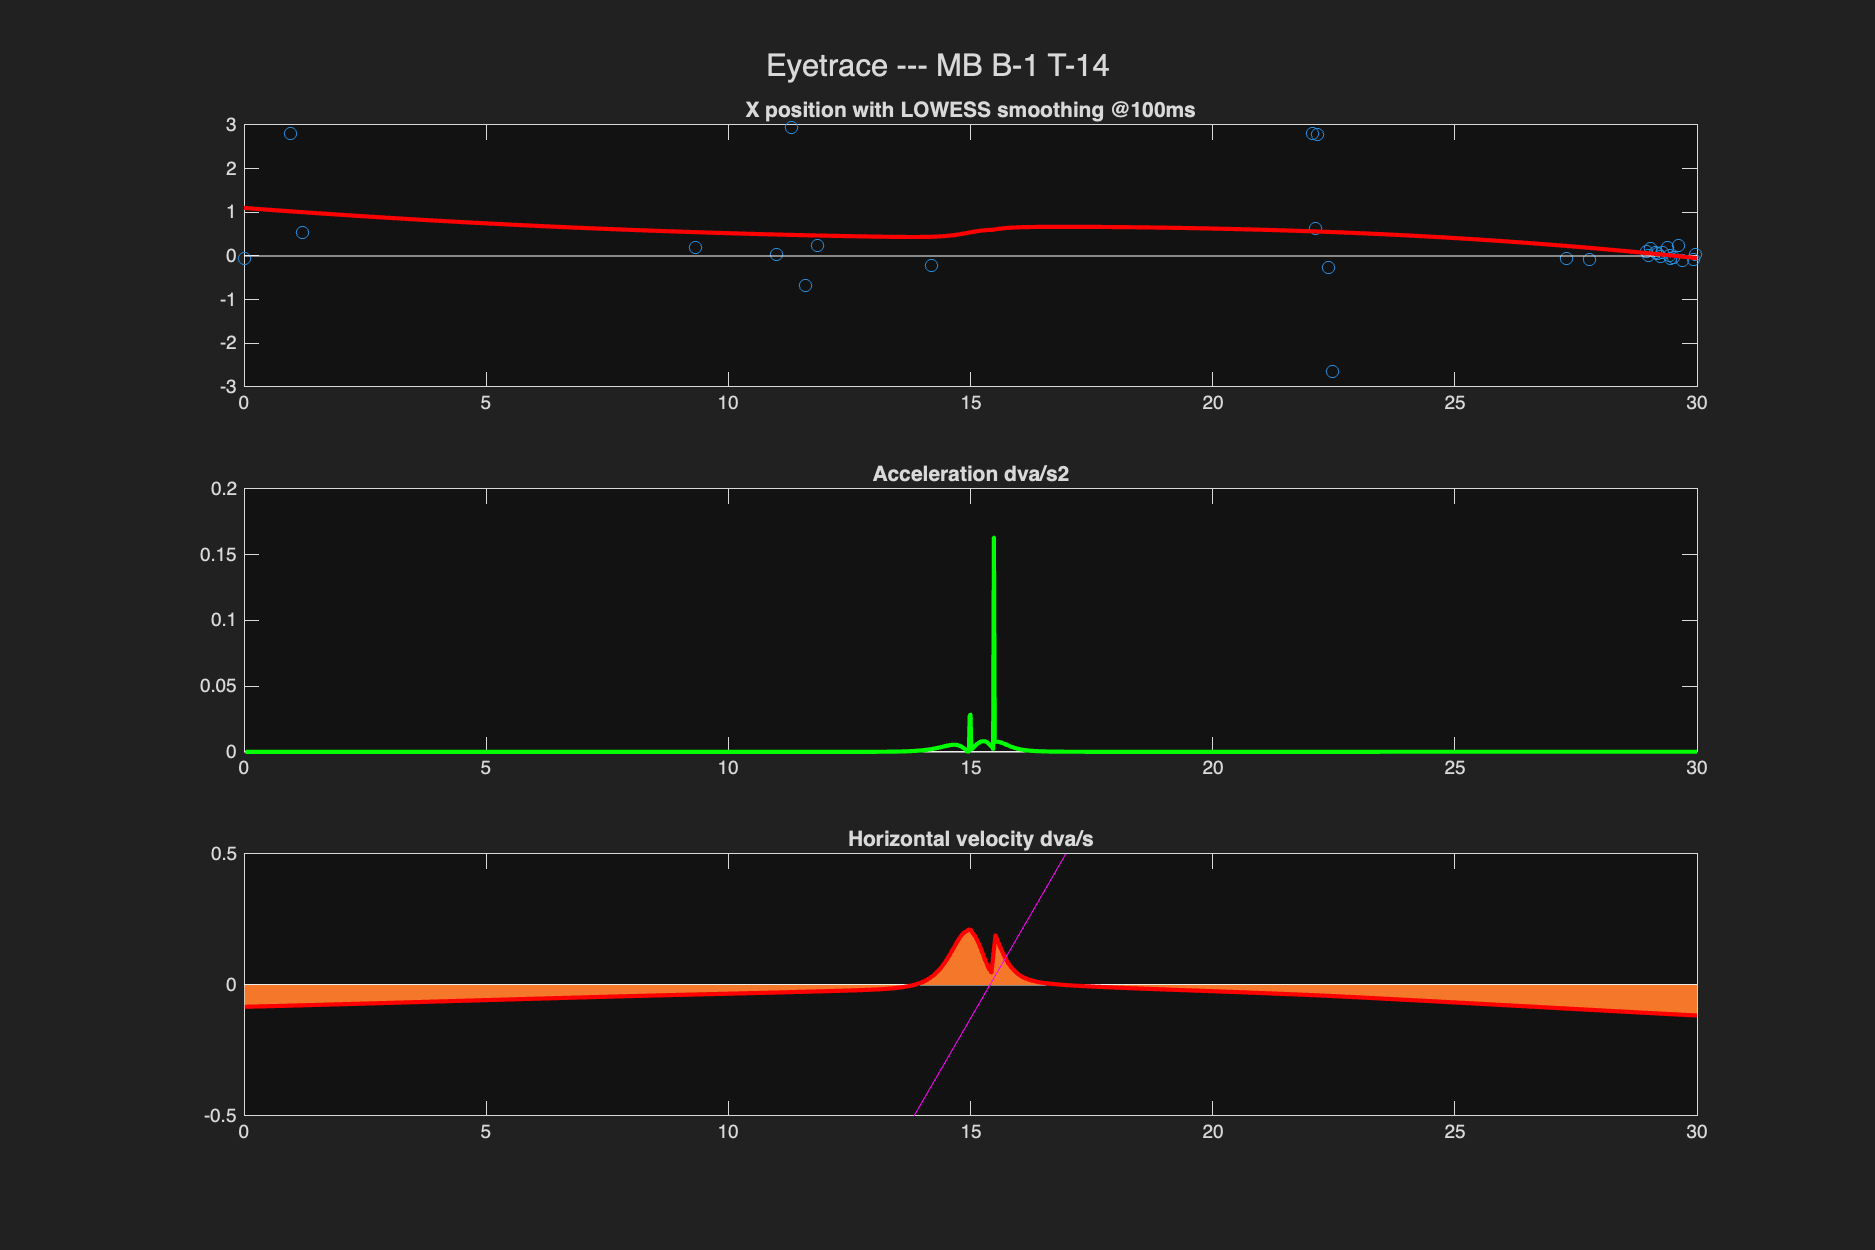 Eyetrace --- MB B-1 T-14
X position with LOWESS smoothing @100ms
3
2
1
0
-1
-2
-3
0 5 10 15 20 25 30
Acceleration dva/s2
0.2
0.15
0.1
0.05
0
0 5 10 15 20 25 30
Horizontal velocity dva/s
0.5
0
-0.5
0 5 10 15 20 25 30